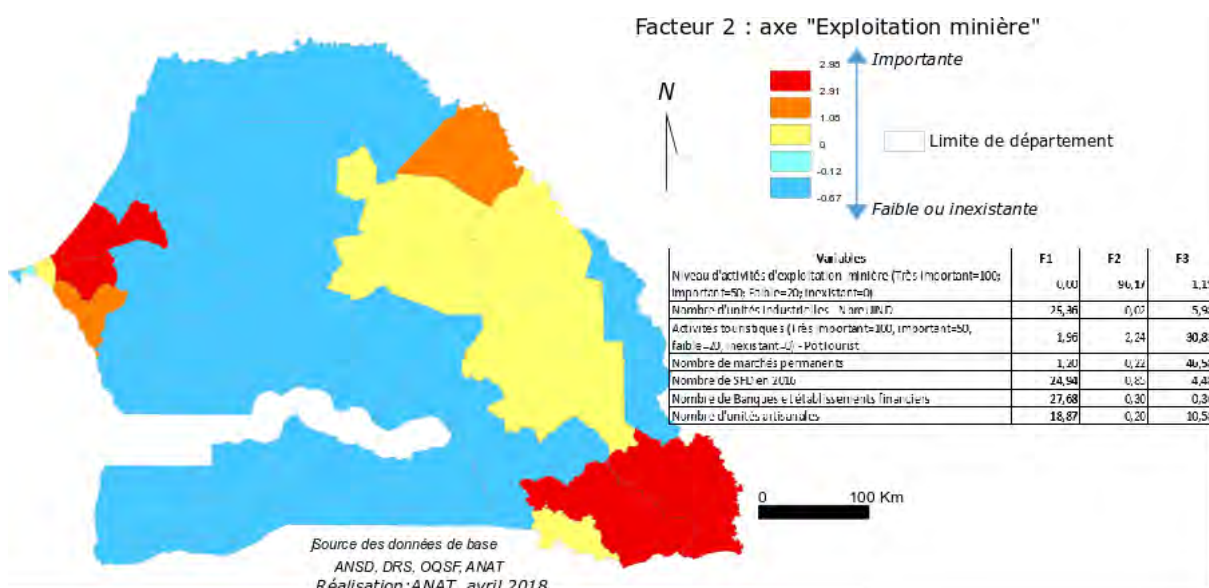 Facteur 2 : axe "Exploitation minière"
2.98
2.91
1.08
0
-0.12
-0.67
Importante
Faible ou inexistante
N
Limite de département
Variables F1 F2 F3
Niveau d'activités d'exploitation minière (Très important=100;
important=50; Faible=20; Inexistant=0) 0,00 96,17
Nombre d'unités industrielles - 25,36 0,02
Activités touristiques (Très important=100, important=50,
faible=20, inexistant=0) - PotTourist 1,96 2,24
Nombre de marchés permanents 1,20 0,22
Nombre de SFD en 2016 24,94 0,85
Nombre de Banques et établissements financiers 27,68 0,30
Nombre d'unités artisanales 18,87 0,20
0 100 Km
Source des données de base
ANSD, DRS, OQSF, ANAT
Réalisation : ANAT, avril 2018